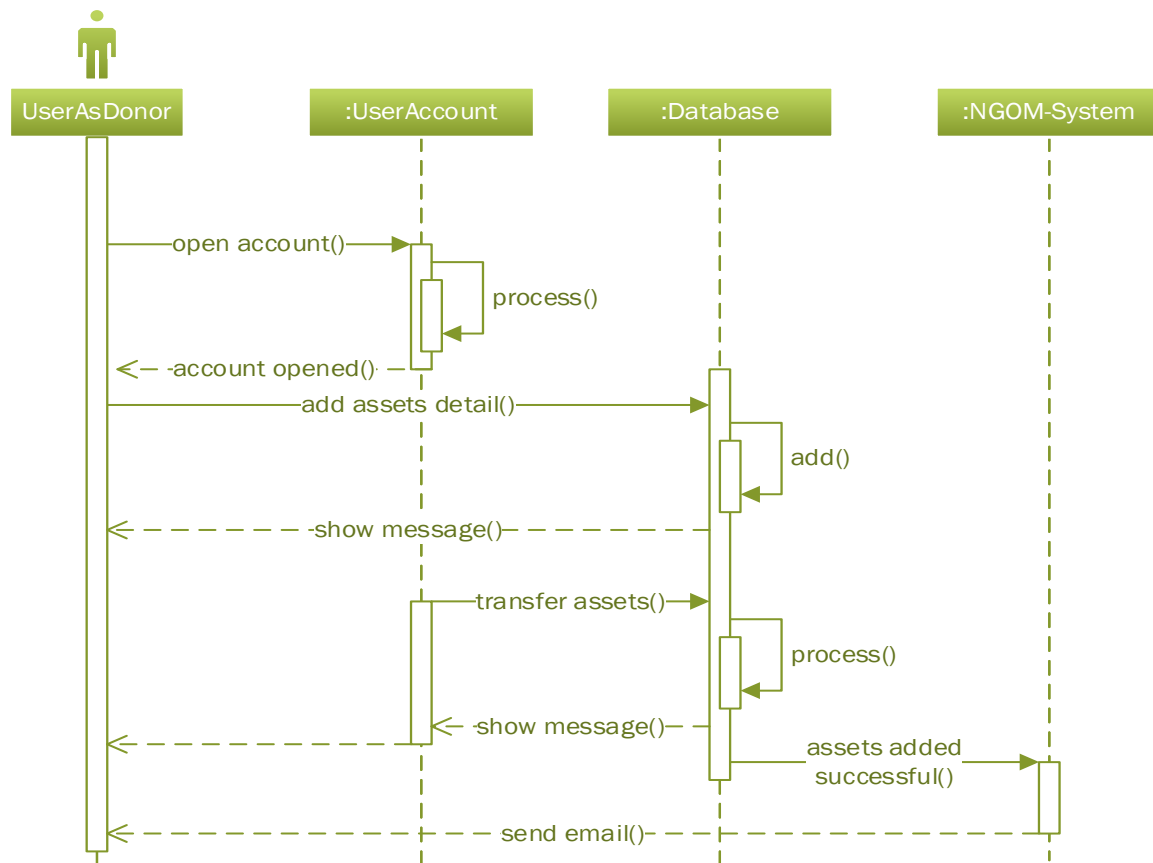 UserAsDonor
:UserAccount
:Database
:NGOM-System
open account()
process()
account opened()
add assets detail()
add()
show message()
transfer assets()
process()
show message()
assets added
successful()
send email()